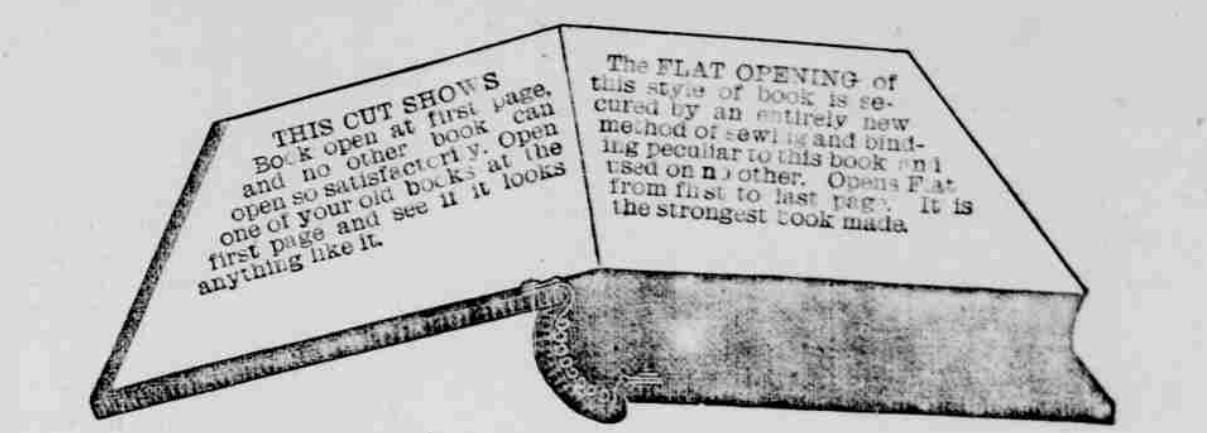 THIS CUT SHOWS
Book open at first page,
and no other book can
open so satisfactorily. Open
one of your old books at the
first page and see if it looks
anything like it.
The FLAT OPENING of
this style of book is se-
cured by an entirely new
method of sewing and bind-
ing peculiar to this book and
used on no other. Opens Flat
from first to last page. It is
the strongest book made.